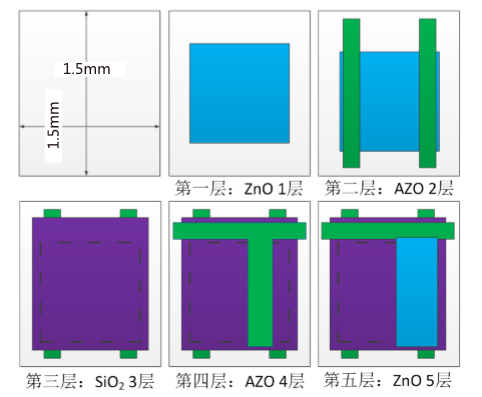 1.5mm
1.5mm
第一层：ZnO 1层
第二层：AZO 2层
第三层：SiO₂ 3层
第四层：AZO 4层
第五层：ZnO 5层